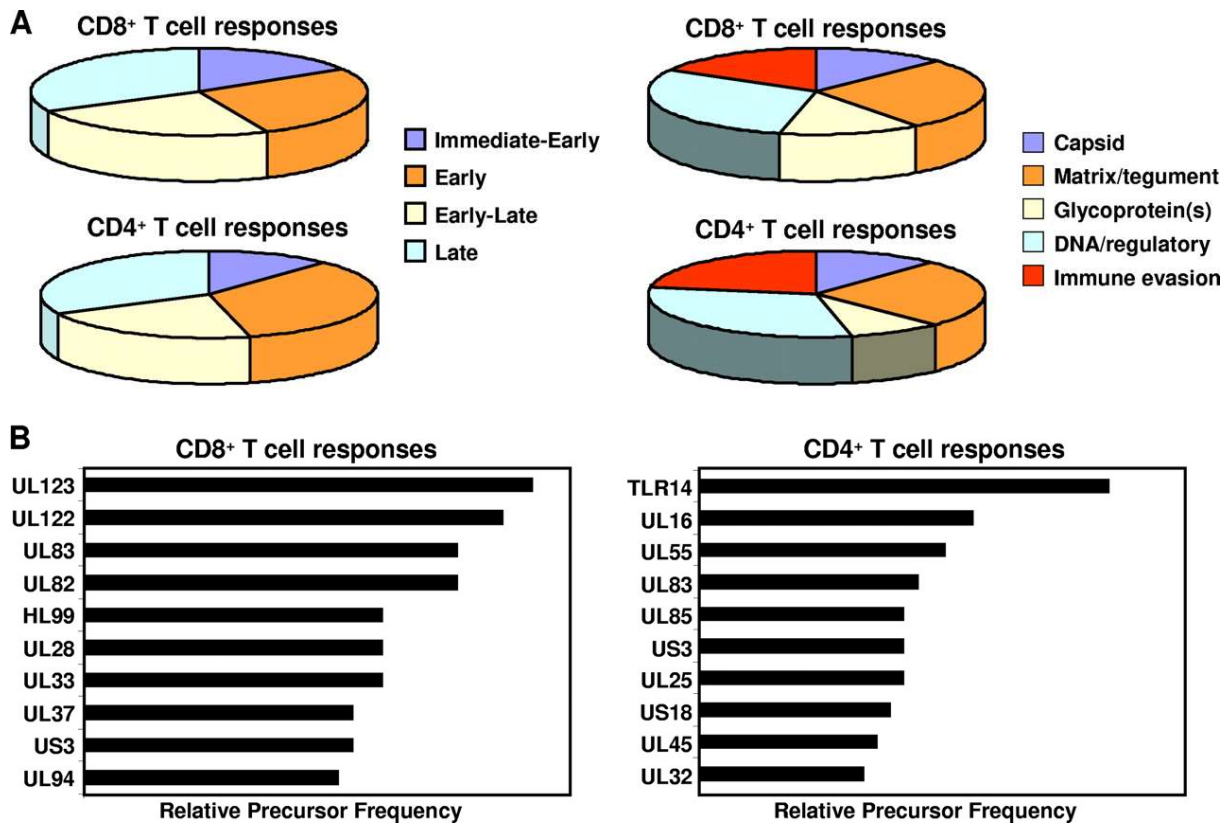 A
CD8⁺ T cell responses
CD8⁺ T cell responses
Immediate-Early
Early
Early-Late
Late
Capsid
Matrix/tegument
Glycoprotein(s)
DNA/regulatory
Immune evasion
CD4⁺ T cell responses
CD4⁺ T cell responses
B
CD8⁺ T cell responses
UL123
UL122
UL83
UL82
HL99
UL28
UL33
UL37
US3
UL94
Relative Precursor Frequency
CD4⁺ T cell responses
TLR14
UL16
UL55
UL83
UL85
US3
UL25
US18
UL45
UL32
Relative Precursor Frequency